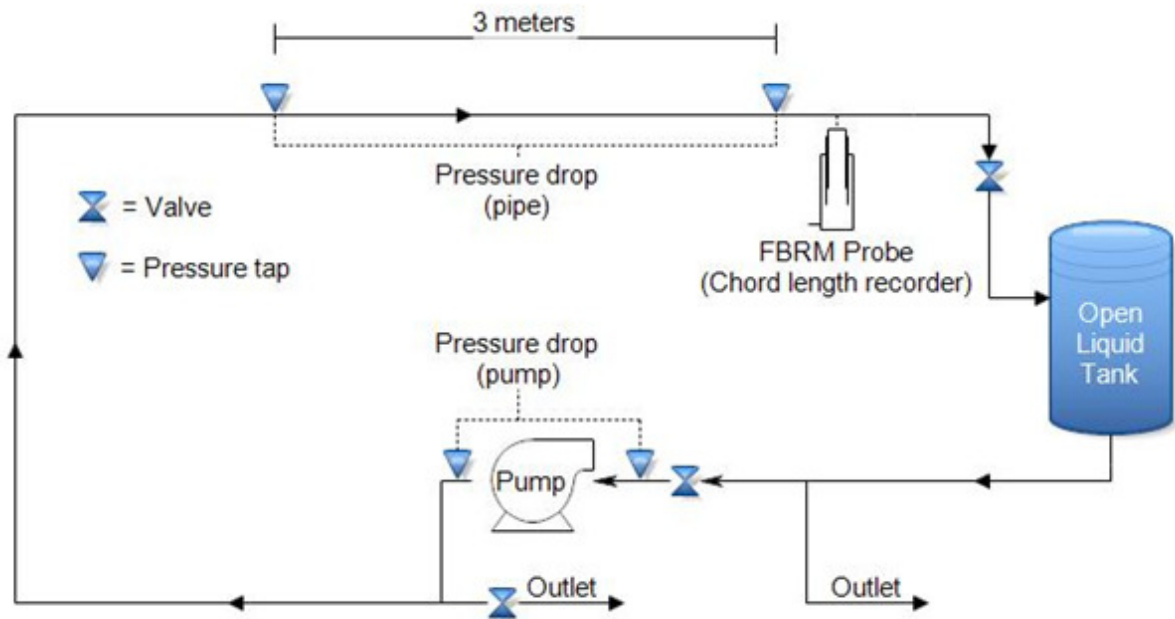 3 meters
Pressure drop
(pipe)
= Valve
= Pressure tap
FBRM Probe
(Chord length recorder)
Open
Liquid
Tank
Pressure drop
(pump)
Pump
Outlet
Outlet